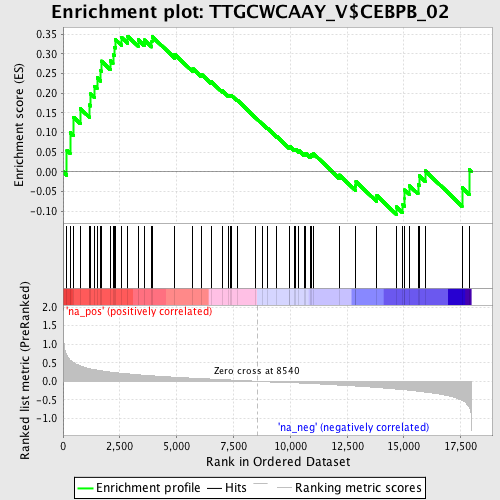 Enrichment plot: TTGCWCAAY_V$CEBPB_02
Enrichment score (ES)
0.35
0.30
0.25
0.20
0.15
0.10
0.05
0.00
-0.05
-0.10
'na_pos' (positively correlated)
Ranked list metric (PreRanked)
2.0
1.5
1.0
0.5
0.0
-0.5
-1.0
Zero cross at 8540
'na_neg' (negatively correlated)
0 2,500 5,000 7,500 10,000 12,500 15,000 17,500
Rank in Ordered Dataset
Enrichment profile Hits Ranking metric scores